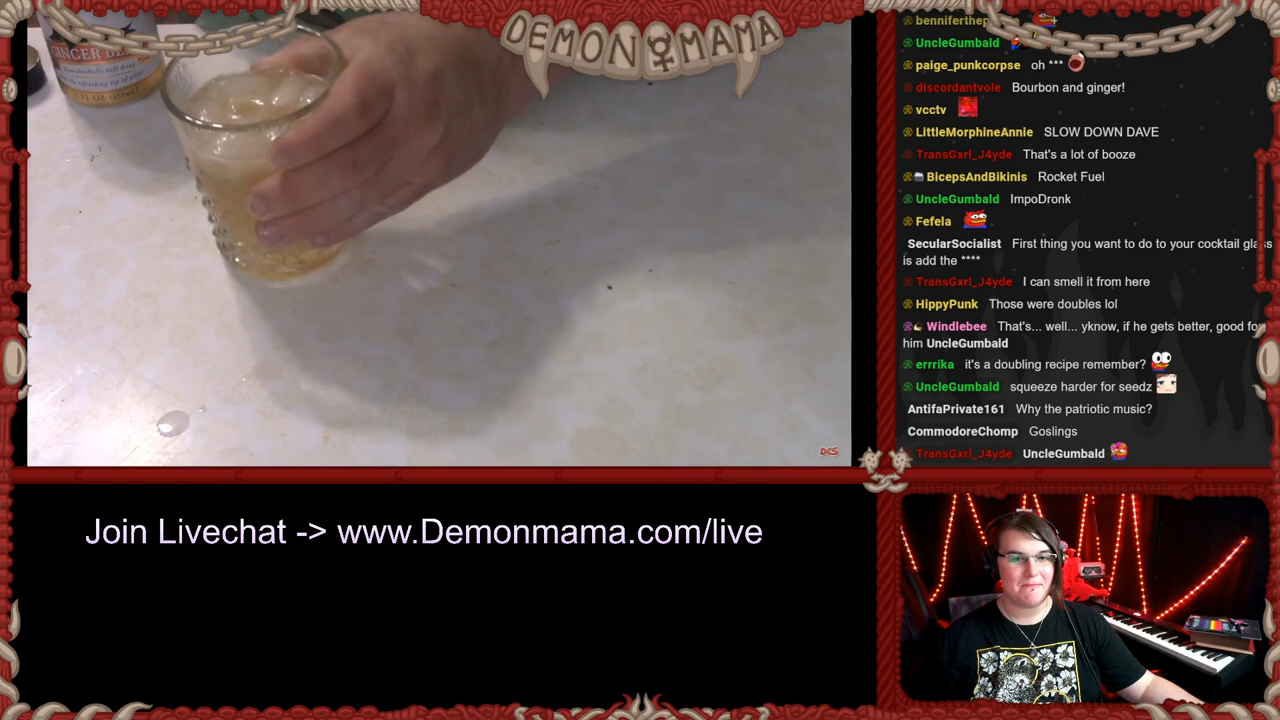 DEMON MAMA
GINGER BE
UncleGumbald
paige_punkcorpse oh ***
discordantvole Bourbon and ginger!
vcctv
LittleMorphineAnnie SLOW DOWN DAVE
TransGxrl_J4yde That's a lot of booze
BicepsAndBikinis Rocket Fuel
UncleGumbald ImpoDronk
Fefela
SecularSocialist First thing you want to do to your cocktail glass
is add the ****
TransGxrl_J4yde I can smell it from here
HippyPunk Those were doubles lol
Windlebee That's... well... yknow, if he gets better, good fo
him UncleGumbald
errrika it's a doubling recipe remember?
UncleGumbald squeeze harder for seedz
AntifaPrivate161 Why the patriotic music?
CommodoreChomp Goslings
TransGxrl_J4yde UncleGumbald
DCS
Join Livechat -> www.Demonmama.com/live